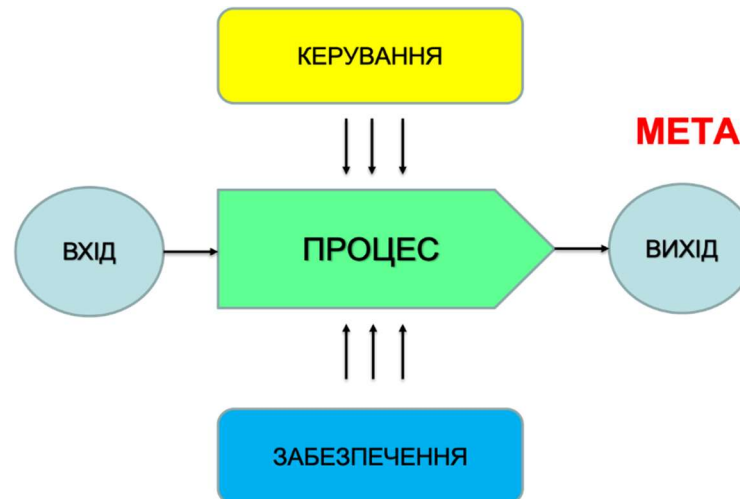 КЕРУВАННЯ
МЕТА
ВХІД
ПРОЦЕС
ВИХІД
ЗАБЕЗПЕЧЕННЯ